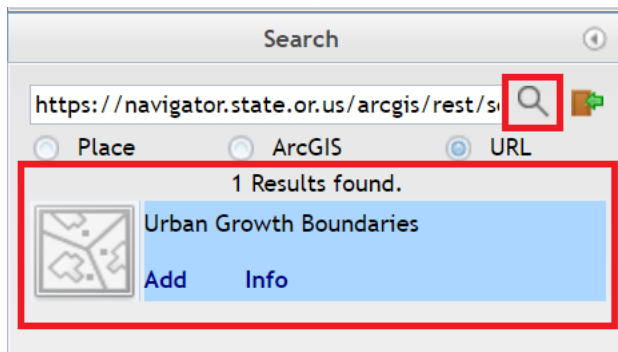 Search
https://navigator.state.or.us/arcgis/rest/s
Place ArcGIS URL
1 Results found.
Urban Growth Boundaries
Add Info